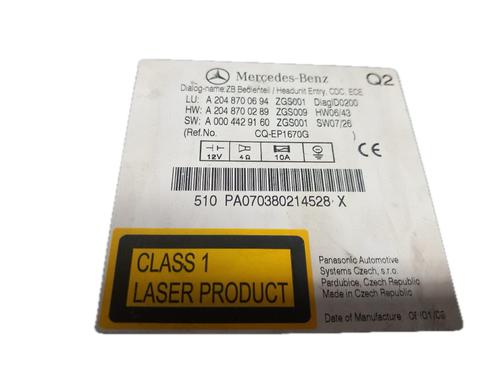 Mercedes-Benz Q2
Dialog-name: ZB Bedienteil / Headunit Entry, CDC, ECE
LU: A 204 870 06 94 ZGS001 DiagID0200
HW: A 204 870 02 89 ZGS009 HW06/43
SW: A 000 442 91 60 ZGS001 SW07/26
(Ref.No. CQ-EP1670G
12V 4Ω 10A CE
510 PA070380214528 X
CLASS 1
LASER PRODUCT
Panasonic Automotive
Systems Czech, s.r.o.
Pardubice, Czech Republic
Made in Czech Republic
Date of Manufacture